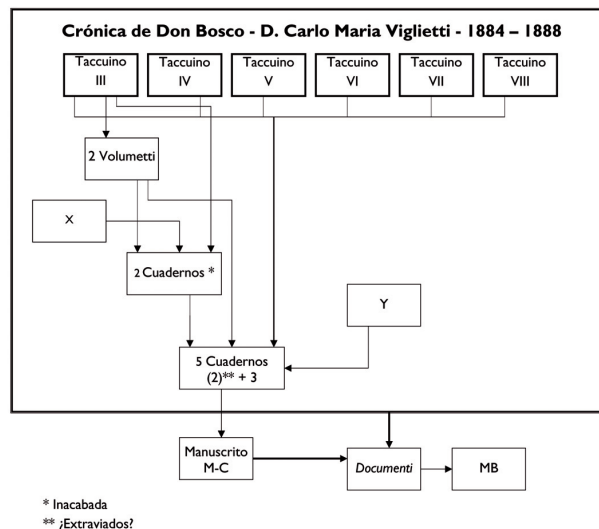 Crónica de Don Bosco - D. Carlo Maria Viglietti - 1884 – 1888
Taccuino
III
Taccuino
IV
Taccuino
V
Taccuino
VI
Taccuino
VII
Taccuino
VIII
2 Volumetti
X
2 Cuadernos *
Y
5 Cuadernos
(2)** + 3
Manuscrito
M-C
Documenti
MB
* Inacabada
** ¿Extraviados?